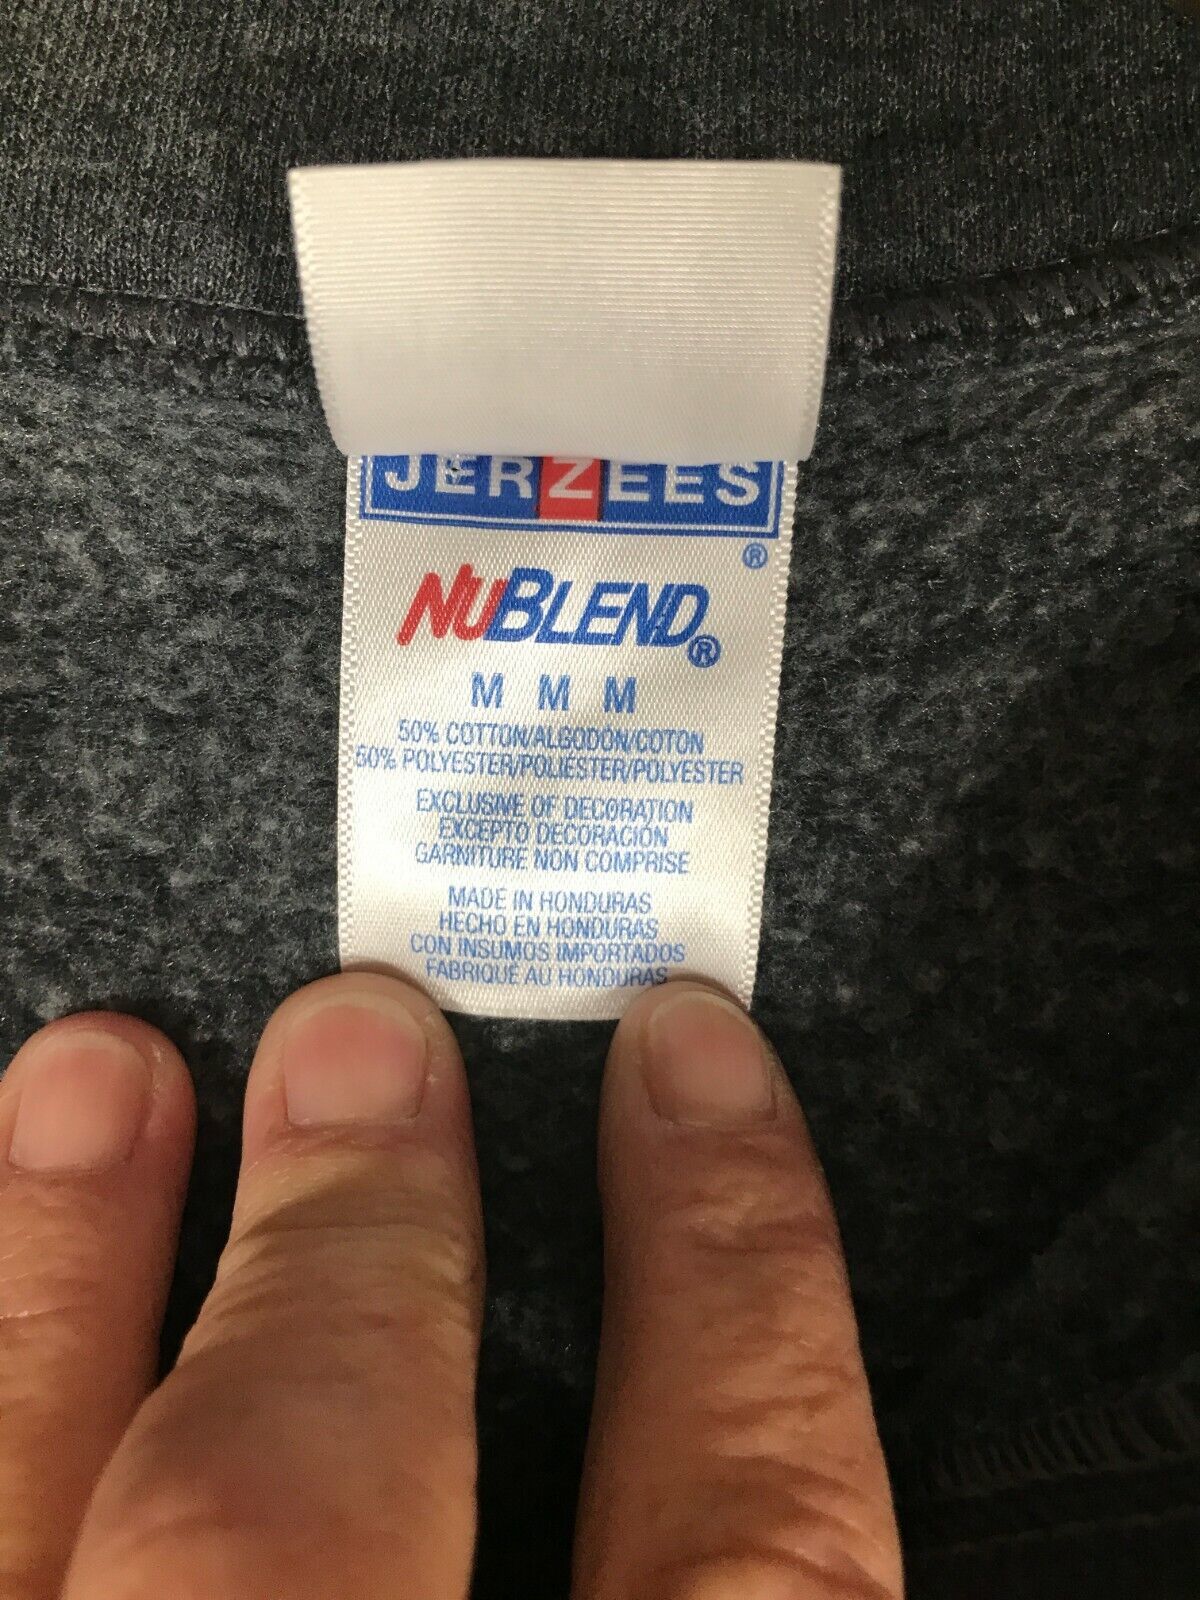 JERZEES
®
NUBLEND®
M M M
50% COTTON/ALGODÓN/COTON
50% POLYESTER/POLIÉSTER/POLYESTER
EXCLUSIVE OF DECORATION
EXCEPTO DECORACIÓN
GARNITURE NON COMPRISE
MADE IN HONDURAS
HECHO EN HONDURAS
CON INSUMOS IMPORTADOS
FABRIQUÉ AU HONDURAS